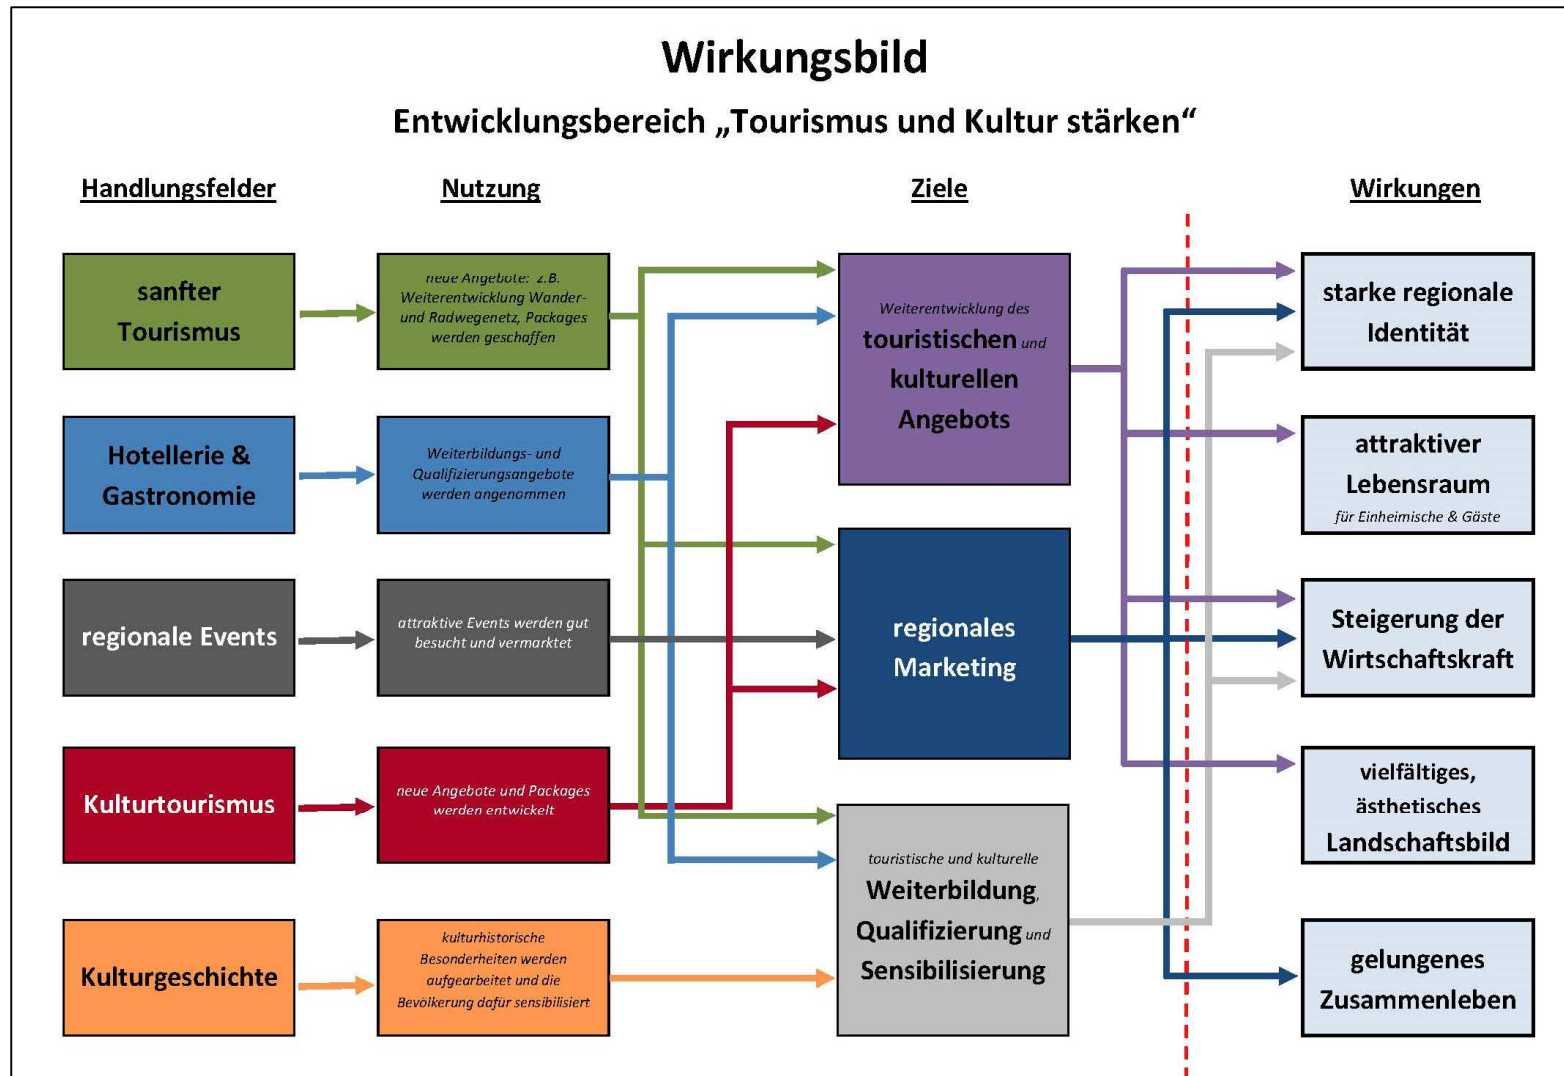 Wirkungsbild
Entwicklungsbereich „Tourismus und Kultur stärken“
Handlungsfelder
Nutzung
Ziele
Wirkungen
sanfter
Tourismus
neue Angebote: z.B.
Weiterentwicklung Wander-
und Radwegenetz, Packages
werden geschaffen
Weiterentwicklung des
touristischen und
kulturellen
Angebots
starke regionale
Identität
Hotellerie &
Gastronomie
Weiterbildungs- und
Qualifizierungsangebote
werden angenommen
attraktiver
Lebensraum
für Einheimische & Gäste
regionale Events
attraktive Events werden gut
besucht und vermarktet
regionales
Marketing
Steigerung der
Wirtschaftskraft
Kulturtourismus
neue Angebote und Packages
werden entwickelt
vielfältiges,
ästhetisches
Landschaftsbild
Kulturgeschichte
kulturhistorische
Besonderheiten werden
aufgearbeitet und die
Bevölkerung dafür sensibilisiert
touristische und kulturelle
Weiterbildung,
Qualifizierung und
Sensibilisierung
gelungenes
Zusammenleben